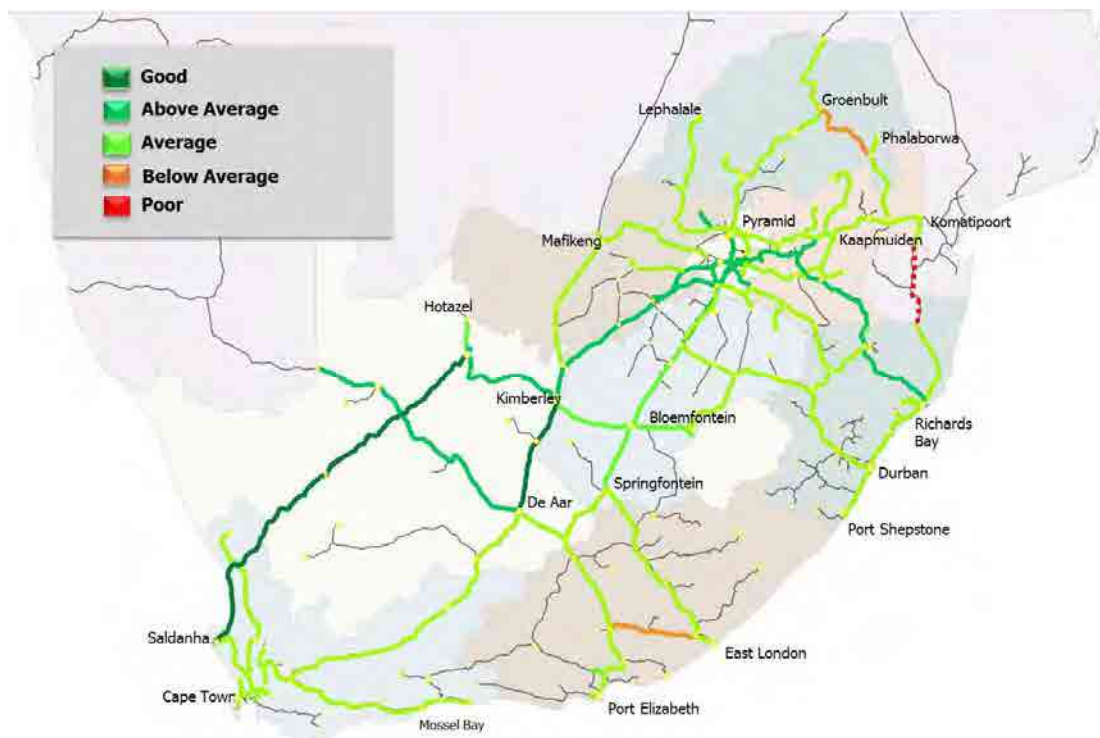 Good
Above Average
Average
Below Average
Poor
Lephalale
Groenbult
Phalaborwa
Pyramid
Komatipoort
Kaapmuiden
Mafikeng
Hotazel
Kimberley
Bloemfontein
Richards
Bay
Durban
Springfontein
De Aar
Port Shepstone
Saldanha
East London
Cape Town
Port Elizabeth
Mossel Bay